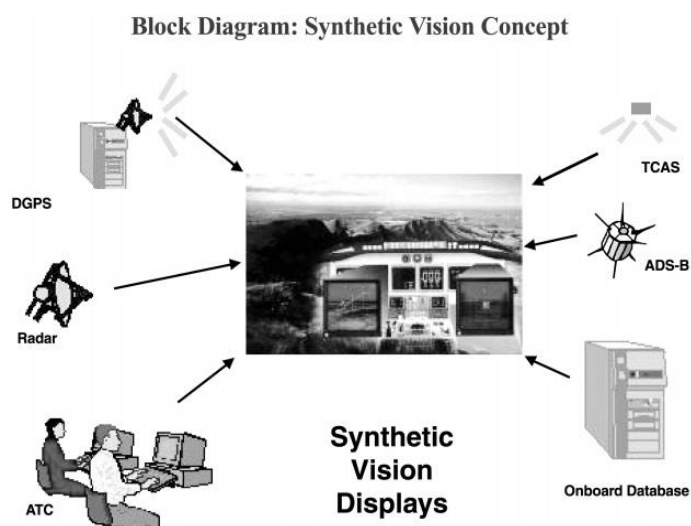 Block Diagram: Synthetic Vision Concept
DGPS
TCAS
Radar
ADS-B
ATC
Synthetic
Vision
Displays
Onboard Database